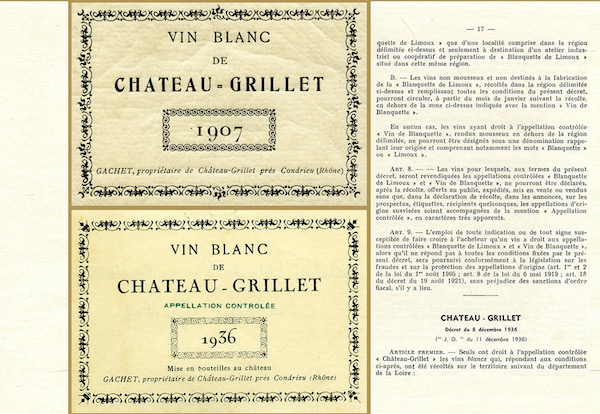 VIN BLANC
DE
CHATEAU-GRILLET
1907
GACHET, propriétaire de Château-Grillet près Condrieu (Rhône)
VIN BLANC
DE
CHATEAU-GRILLET
APPELLATION CONTROLÉE
1936
Mise en bouteilles au château
GACHET, propriétaire de Château-Grillet près Condrieu (Rhône)
— 17 —
quette de Limoux » que d'une localité comprise dans la région
délimitée ci-dessus et seulement à destination d'un atelier indus-
triel ou coopératif de préparation de « Blanquette de Limoux »
situé dans cette même région.
B. — Les vins non mousseux et non destinés à la fabrication
de la « Blanquette de Limoux », récoltés dans la région délimitée
ci-dessus et remplissant toutes les conditions du présent décret,
pourront circuler, à partir du mois de janvier suivant la récolte,
en dehors de la zone ci-dessus indiquée avec la mention « Vin de
Blanquette ».
En aucun cas, les vins ayant droit à l'appellation contrôlée
« Vin de Blanquette », rendus mousseux en dehors de la région
délimitée, ne pourront être désignés sous une dénomination rappe-
lant leur origine et comprenant notamment les mots « Blanquette »
ou « Limoux ».
ART. 8. — Les vins pour lesquels, aux termes du présent
décret, seront revendiquées les appellations contrôlées « Blanquette
de Limoux » et « Vin de Blanquette », ne pourront être déclarés,
après la récolte, offerts au public, expédiés, mis en vente ou vendus
sans que, dans la déclaration de récolte, dans les annonces, sur les
prospectus, étiquettes, récipients quelconques, les appellations d'ori-
gine susvisées soient accompagnées de la mention « Appellation
contrôlée », en caractères très apparents.
ART. 9. — L'emploi de toute indication ou de tout signe sus-
ceptible de faire croire à l'acheteur qu'un vin a droit aux appella-
tions contrôlées « Blanquette de Limoux » et « Vin de Blanquette »,
alors qu'il ne répond pas à toutes les conditions fixées par le pré-
sent décret, sera poursuivi conformément à la législation sur les
fraudes et sur la protection des appellations d'origine (art. 1er et 2
de la loi du 1er août 1905 ; art. 8 de la loi du 6 mai 1919 ; art. 13
du décret du 19 août 1921), sans préjudice des sanctions d'ordre
fiscal, s'il y a lieu.
CHATEAU-GRILLET
Décret du 8 décembre 1936
("J. O." du 11 décembre 1936)
ARTICLE PREMIER. — Seuls ont droit à l'appellation contrôlée
« Château-Grillet » les vins blancs qui, répondant aux conditions
ci-après, ont été récoltés sur le territoire suivant du département
de la Loire :